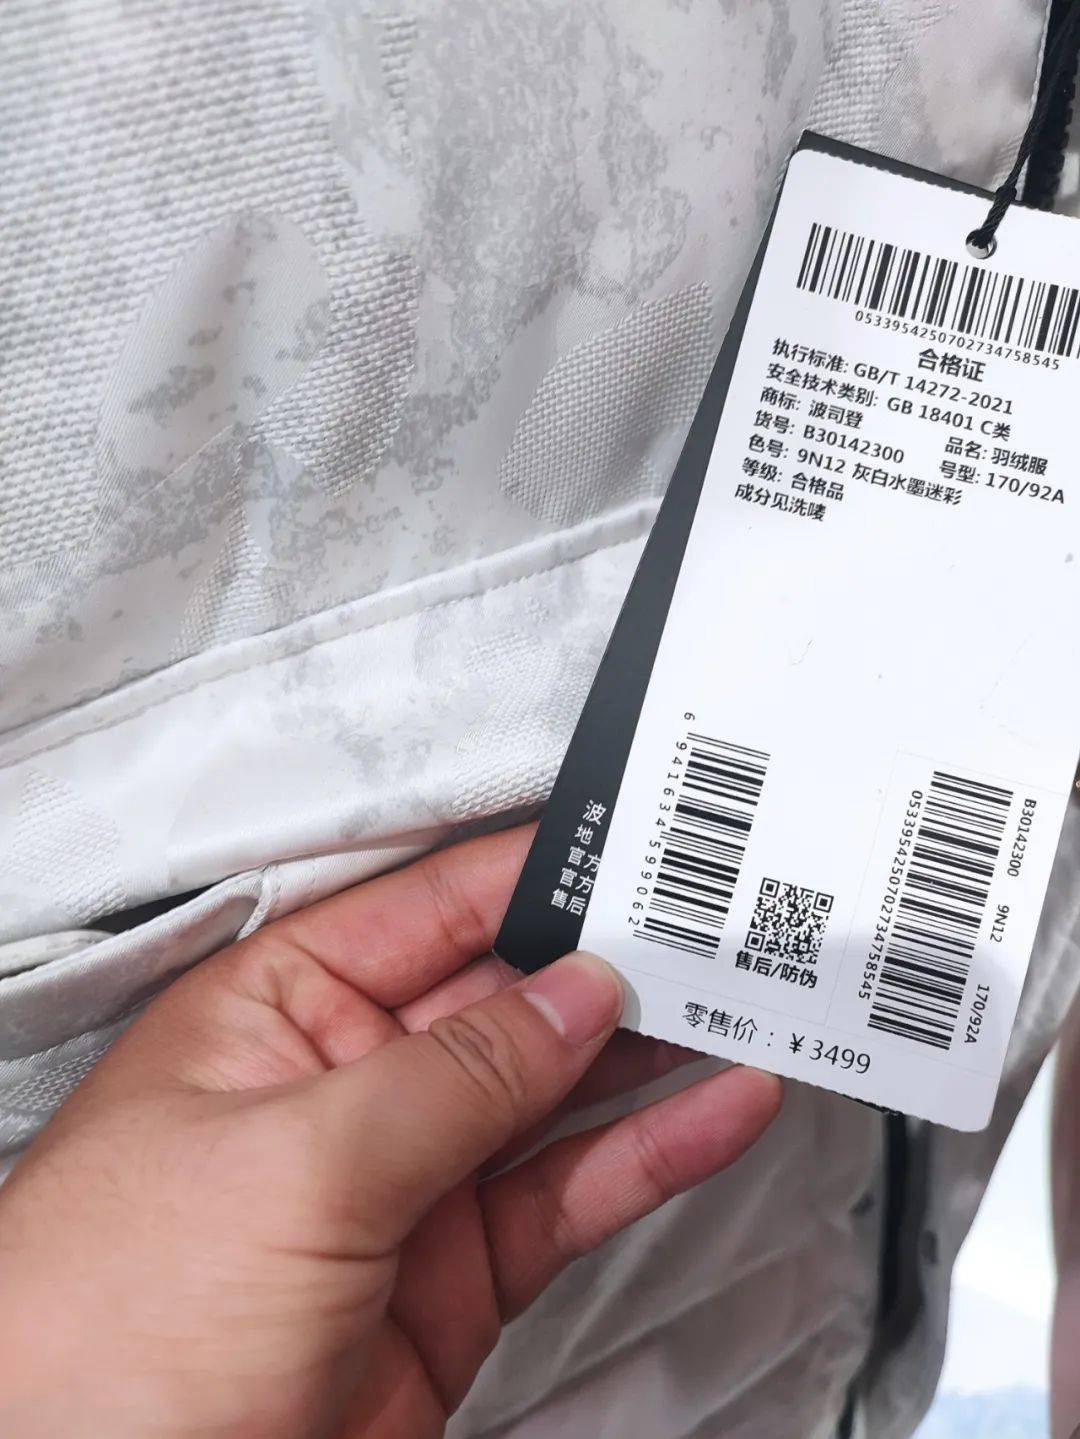 0533954250702734758545
合格证
执行标准: GB/T 14272-2021
安全技术类别: GB 18401 C类
商标: 波司登 品名: 羽绒服
货号: B30142300 号型: 170/92A
色号: 9N12 灰白水墨迷彩
等级: 合格品
成分见洗唛
6941634599062
售后/防伪
B30142300 9N12 170/92A
0533954250702734758545
零售价：￥3499
波
地
官方
官方
售后